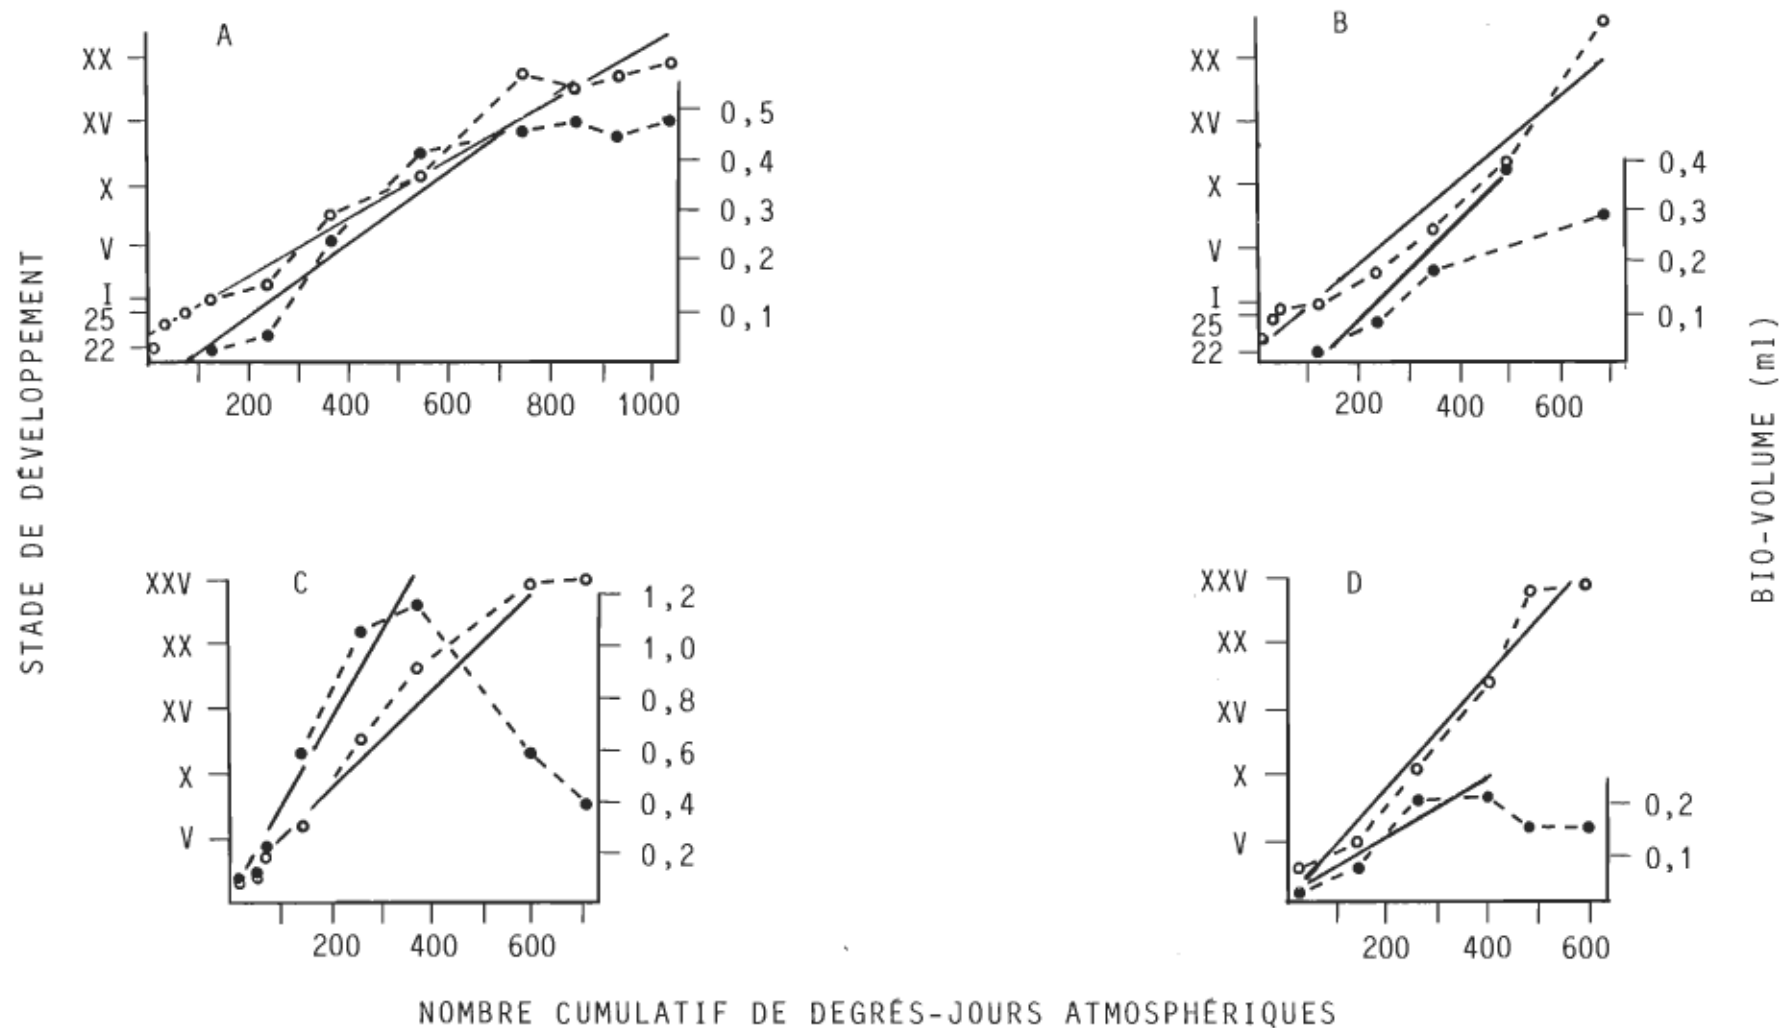 A
XX
XV
X
V
I
25
22
0,5
0,4
0,3
0,2
0,1
200 400 600 800 1000
B
XX
XV
X
V
I
25
22
0,4
0,3
0,2
0,1
200 400 600
STADE DE DÉVELOPPEMENT
BIO-VOLUME (ml)
C
XXV
XX
XV
X
V
1,2
1,0
0,8
0,6
0,4
0,2
200 400 600
D
XXV
XX
XV
X
V
0,2
0,1
200 400 600
NOMBRE CUMULATIF DE DEGRÉS-JOURS ATMOSPHÉRIQUES